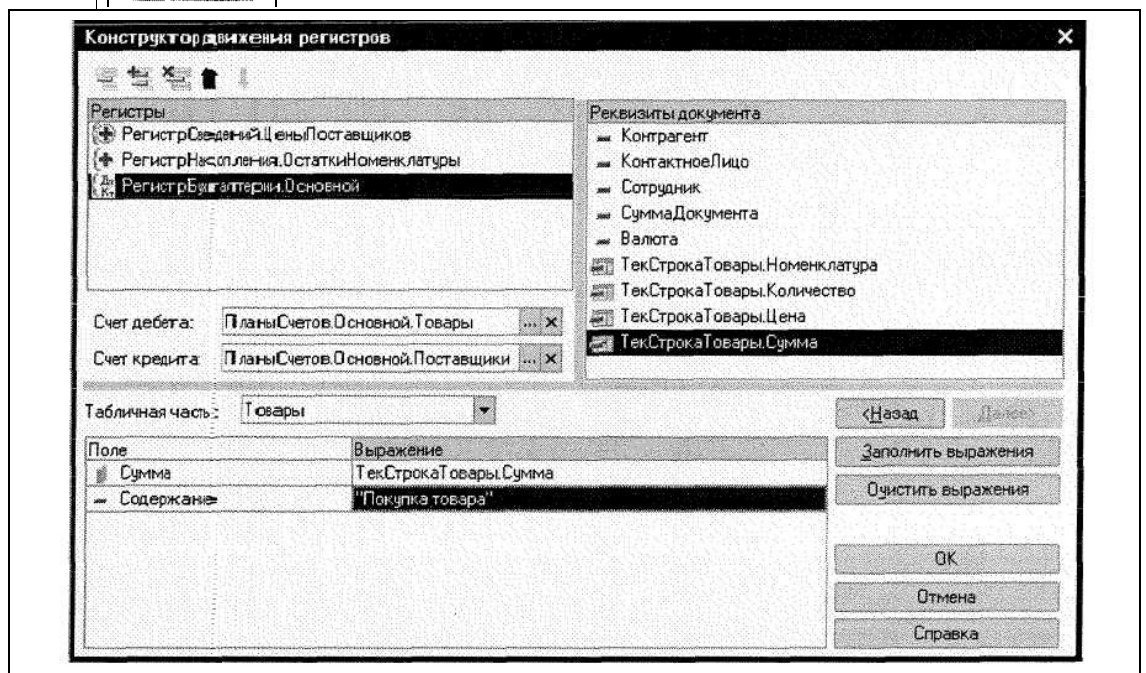 Конструктор движения регистров
Регистры
РегистрСведений.ЦеныПоставщиков
РегистрНакопления.ОстаткиНоменклатуры
РегистрБухгалтерии.Основной
Реквизиты документа
Контрагент
КонтактноеЛицо
Сотрудник
СуммаДокумента
Валюта
ТекСтрокаТовары.Номенклатура
ТекСтрокаТовары.Количество
ТекСтрокаТовары.Цена
ТекСтрокаТовары.Сумма
Счет дебета: ПланыСчетов.Основной.Товары ...
Счет кредита: ПланыСчетов.Основной.Поставщики ...
Табличная часть: Товары
<Назад Далее>
Поле Выражение
Сумма ТекСтрокаТовары.Сумма
Содержание "Покупка товара"
Заполнить выражения
Очистить выражения
ОК
Отмена
Справка